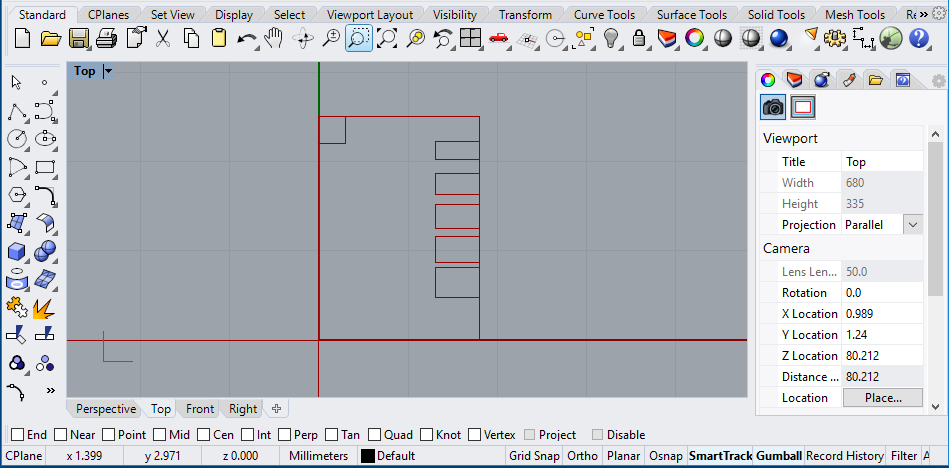 Standard CPlanes Set View Display Select Viewport Layout Visibility Transform Curve Tools Surface Tools Solid Tools Mesh Tools Re »
Top
Viewport
Title Top
Width 680
Height 335
Projection Parallel
Camera
Lens Len... 50.0
Rotation 0.0
X Location 0.989
Y Location 1.24
Z Location 80.212
Distance ... 80.212
Location Place...
»
Perspective Top Front Right
End Near Point Mid Cen Int Perp Tan Quad Knot Vertex Project Disable
CPlane x 1.399 y 2.971 z 0.000 Millimeters Default Grid Snap Ortho Planar Osnap SmartTrack Gumball Record History Filter A